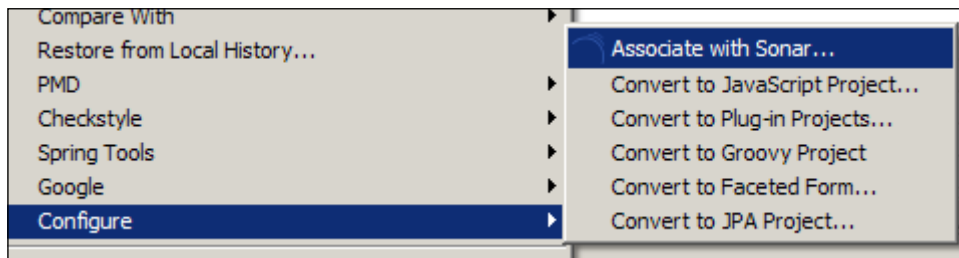 Compare With
Restore from Local History...
PMD
Checkstyle
Spring Tools
Google
Configure
Associate with Sonar...
Convert to JavaScript Project...
Convert to Plug-in Projects...
Convert to Groovy Project
Convert to Faceted Form...
Convert to JPA Project...